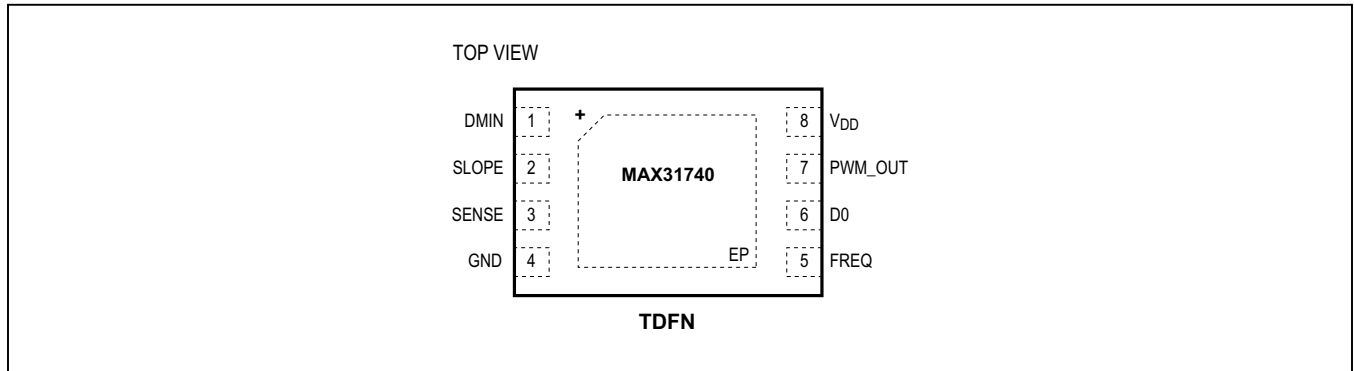 TOP VIEW
+
DMIN 1 8 VDD
SLOPE 2 MAX31740 7 PWM_OUT
SENSE 3 6 D0
GND 4 EP 5 FREQ
TDFN